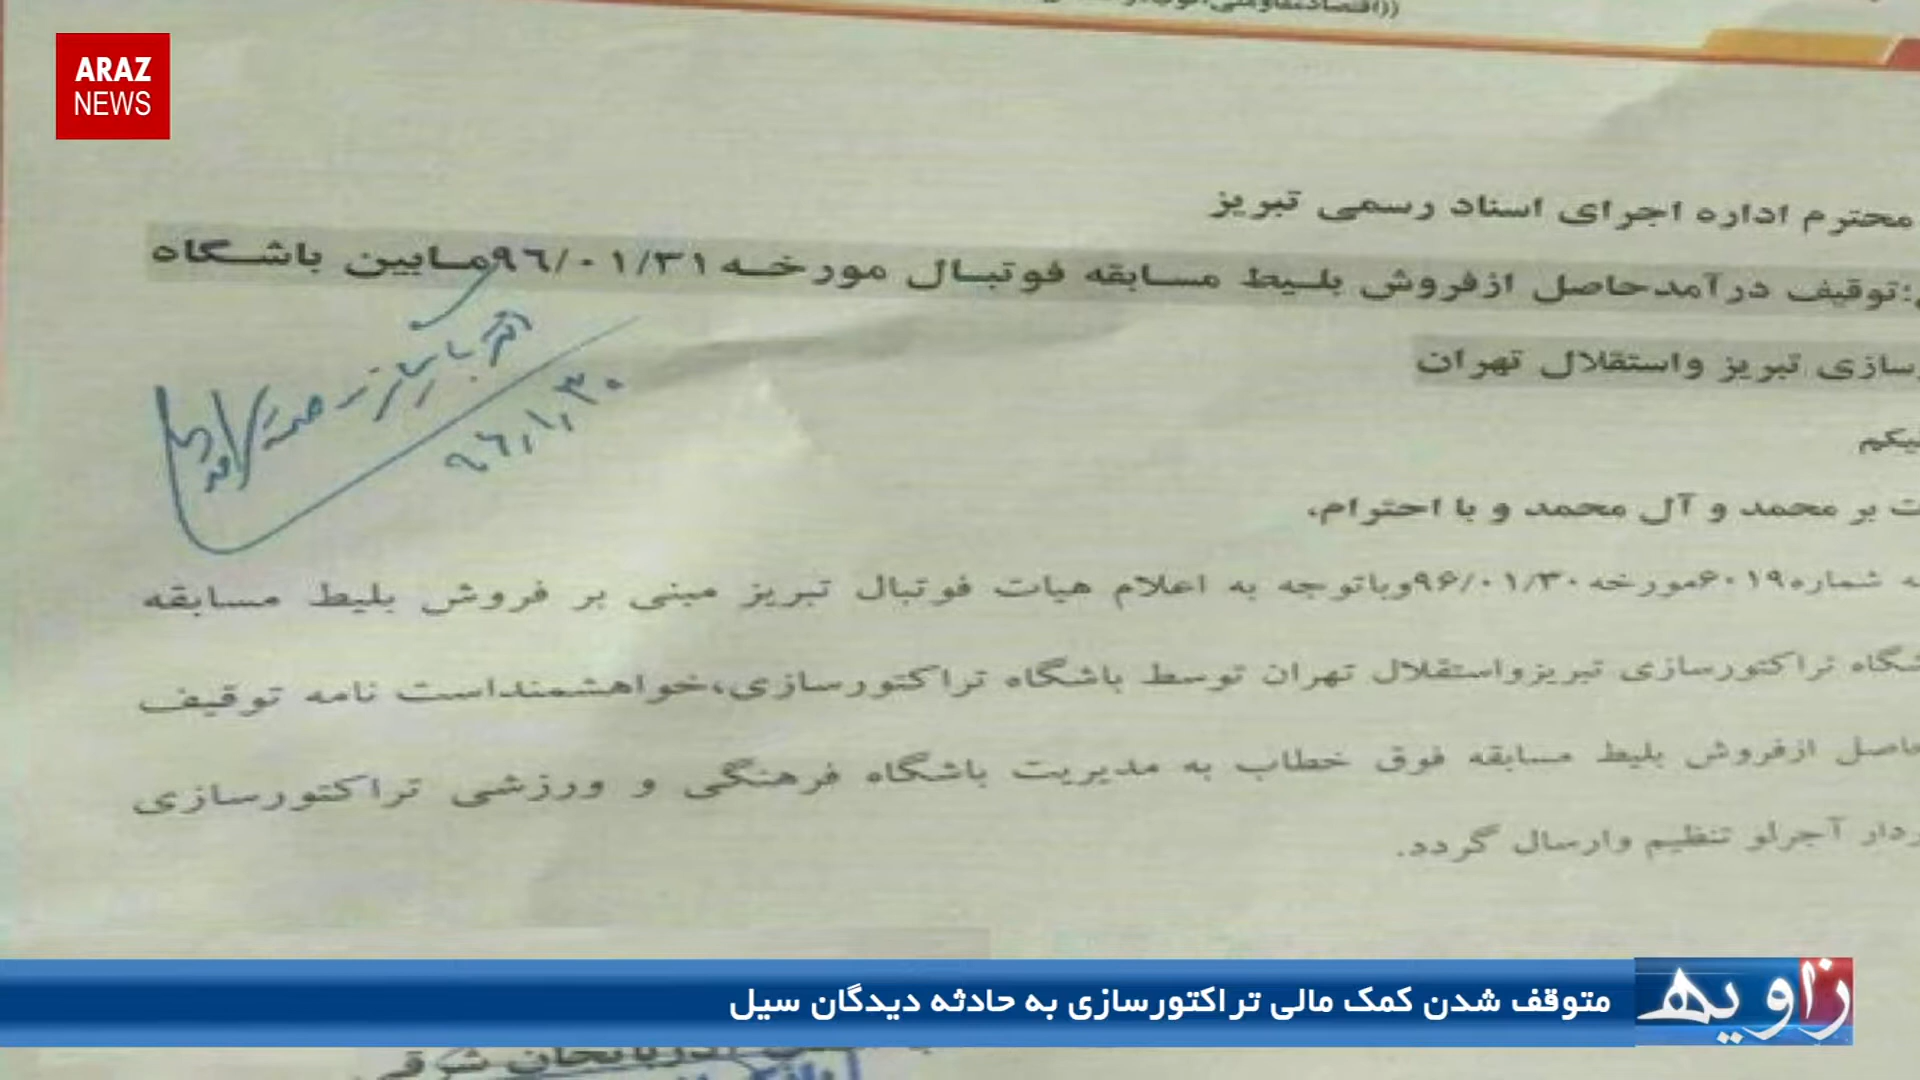 ARAZ
NEWS
محترم اداره اجرای اسناد رسمی تبریز
:توقیف درآمدحاصل ازفروش بلیط مسابقه فوتبال مورخه ۹۶/۰۱/۳۱مابین باشگاه
سازی تبریز واستقلال تهران
یکم
ت بر محمد و آل محمد و با احترام،
۹۶,۱,۳۰
ه شماره۶۰۱۹مورخه ۹۶/۰۱/۳۰وباتوجه به اعلام هیات فوتبال تبریز مبنی بر فروش بلیط مسابقه
شگاه تراکتورسازی تبریزواستقلال تهران توسط باشگاه تراکتورسازی،خواهشمنداست نامه توقیف
حاصل ازفروش بلیط مسابقه فوق خطاب به مدیریت باشگاه فرهنگی و ورزشی تراکتورسازی
ردار آجرلو تنظیم وارسال گردد.
زاویه
متوقف شدن کمک مالی تراکتورسازی به حادثه دیدگان سیل